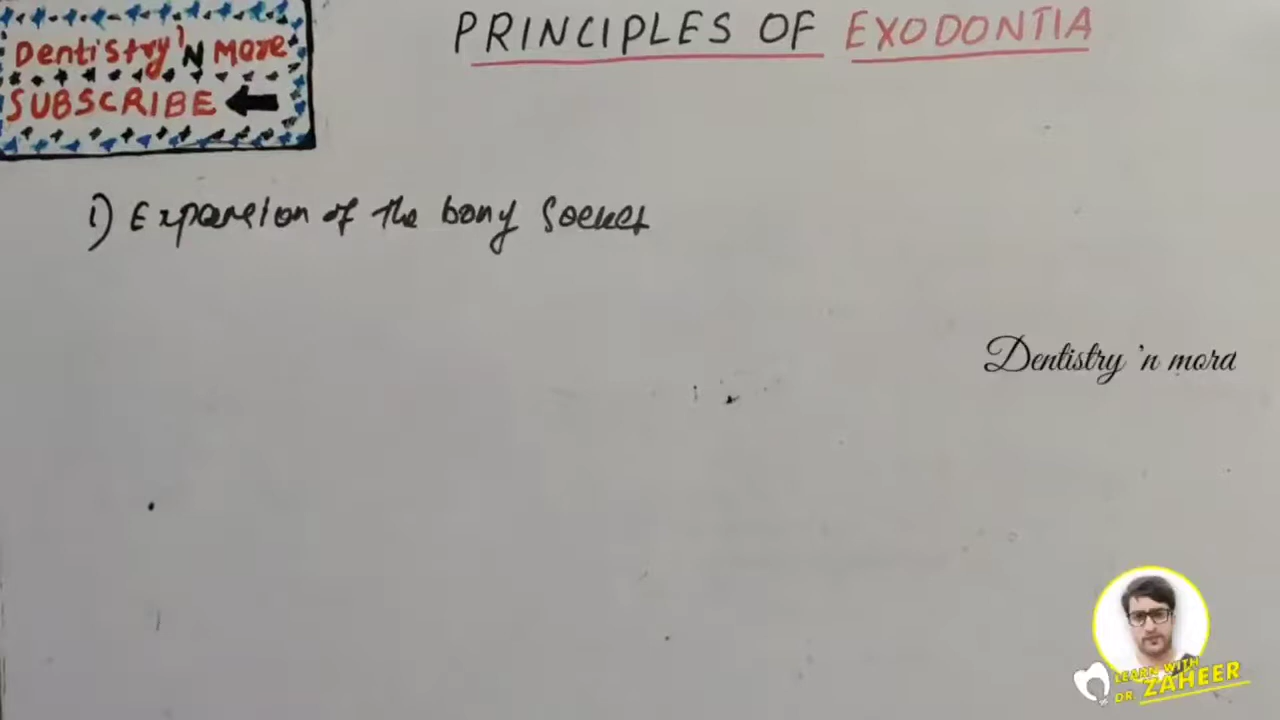 Dentistry 'N More
SUBSCRIBE
PRINCIPLES OF EXODONTIA
i) Expansion of the bony Socket
Dentistry 'n mora
LEARN WITH
DR. ZAHEER